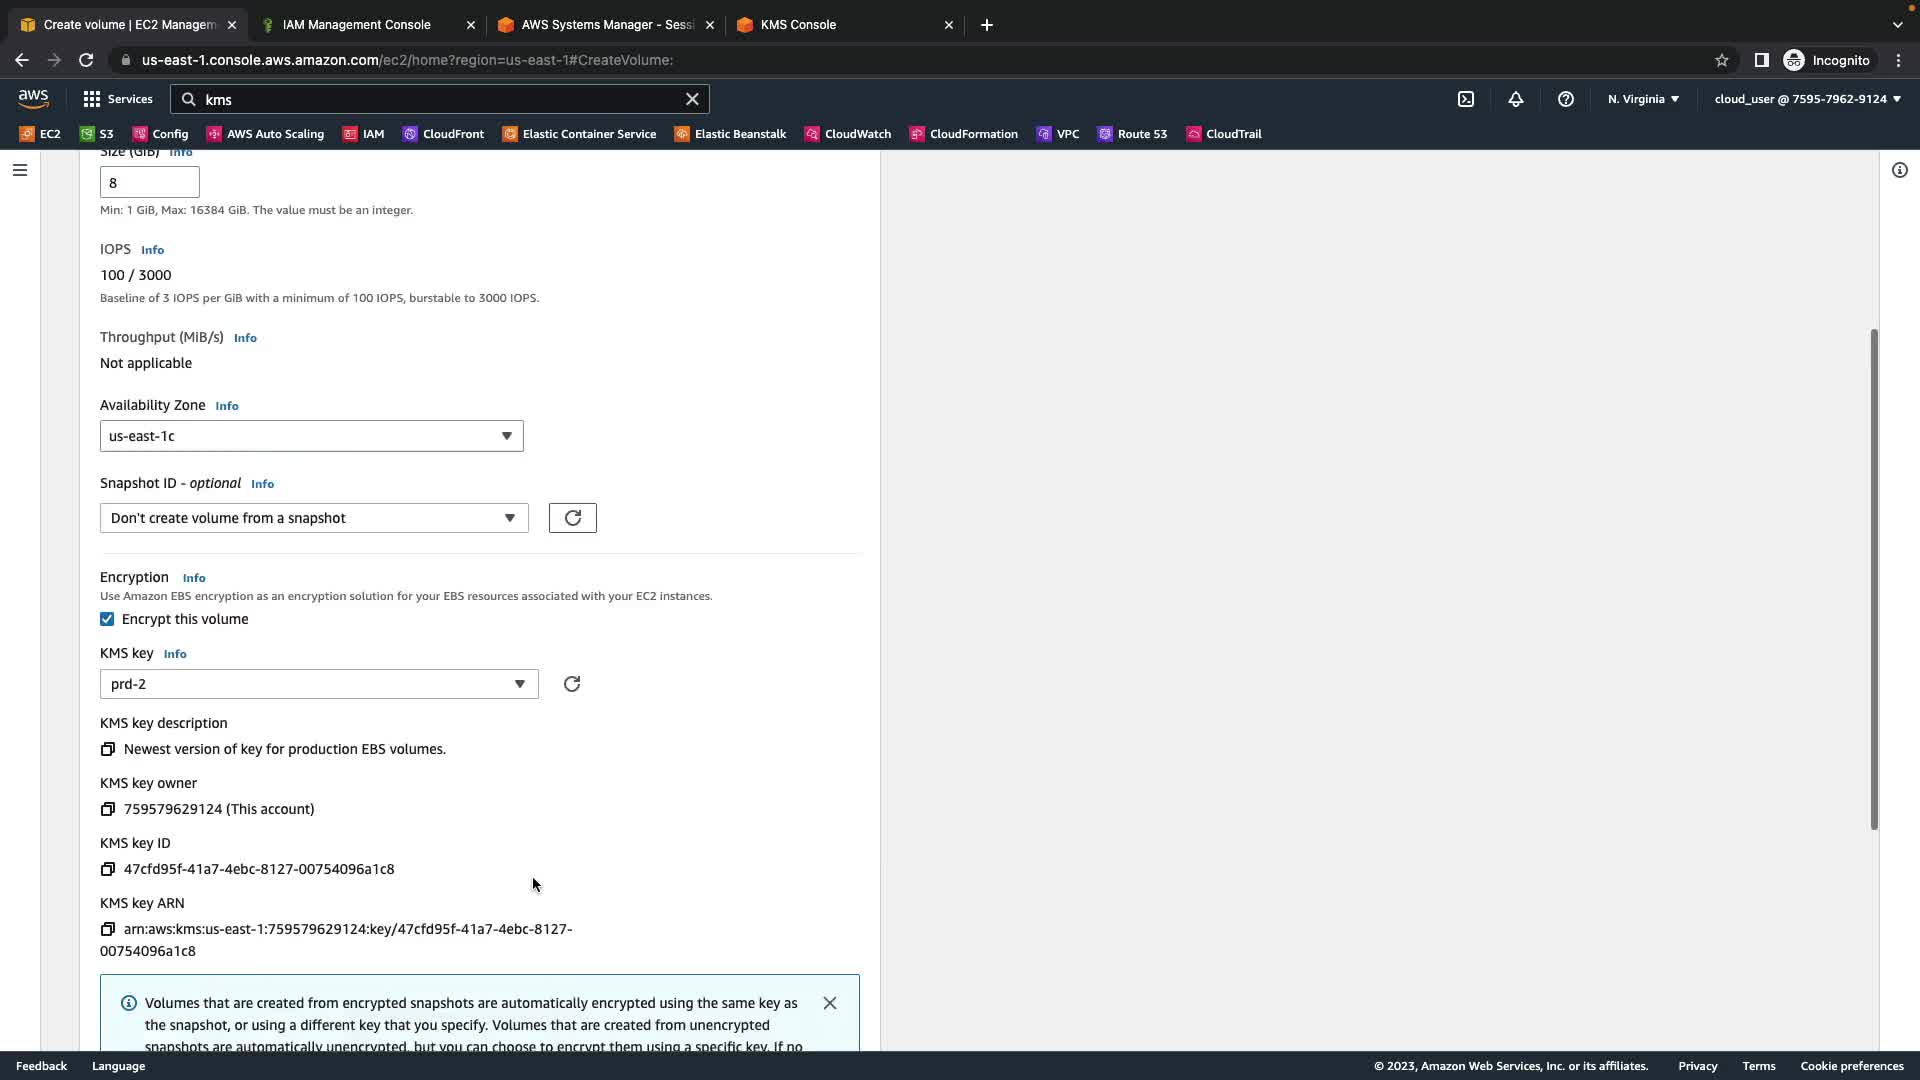 Create volume | EC2 Managem
IAM Management Console
AWS Systems Manager - Sessi
KMS Console
us-east-1.console.aws.amazon.com/ec2/home?region=us-east-1#CreateVolume:
Incognito
aws
Services
kms
N. Virginia
cloud_user @ 7595-7962-9124
EC2
S3
Config
AWS Auto Scaling
IAM
CloudFront
Elastic Container Service
Elastic Beanstalk
CloudWatch
CloudFormation
VPC
Route 53
CloudTrail
Size (GiB) Info
8
Min: 1 GiB, Max: 16384 GiB. The value must be an integer.
IOPS Info
100 / 3000
Baseline of 3 IOPS per GiB with a minimum of 100 IOPS, burstable to 3000 IOPS.
Throughput (MiB/s) Info
Not applicable
Availability Zone Info
us-east-1c
Snapshot ID - optional Info
Don't create volume from a snapshot
Encryption Info
Use Amazon EBS encryption as an encryption solution for your EBS resources associated with your EC2 instances.
Encrypt this volume
KMS key Info
prd-2
KMS key description
Newest version of key for production EBS volumes.
KMS key owner
759579629124 (This account)
KMS key ID
47cfd95f-41a7-4ebc-8127-00754096a1c8
KMS key ARN
arn:aws:kms:us-east-1:759579629124:key/47cfd95f-41a7-4ebc-8127-
00754096a1c8
Volumes that are created from encrypted snapshots are automatically encrypted using the same key as
the snapshot, or using a different key that you specify. Volumes that are created from unencrypted
snapshots are automatically unencrypted, but you can choose to encrypt them using a specific key. If no
Feedback
Language
© 2023, Amazon Web Services, Inc. or its affiliates.
Privacy
Terms
Cookie preferences